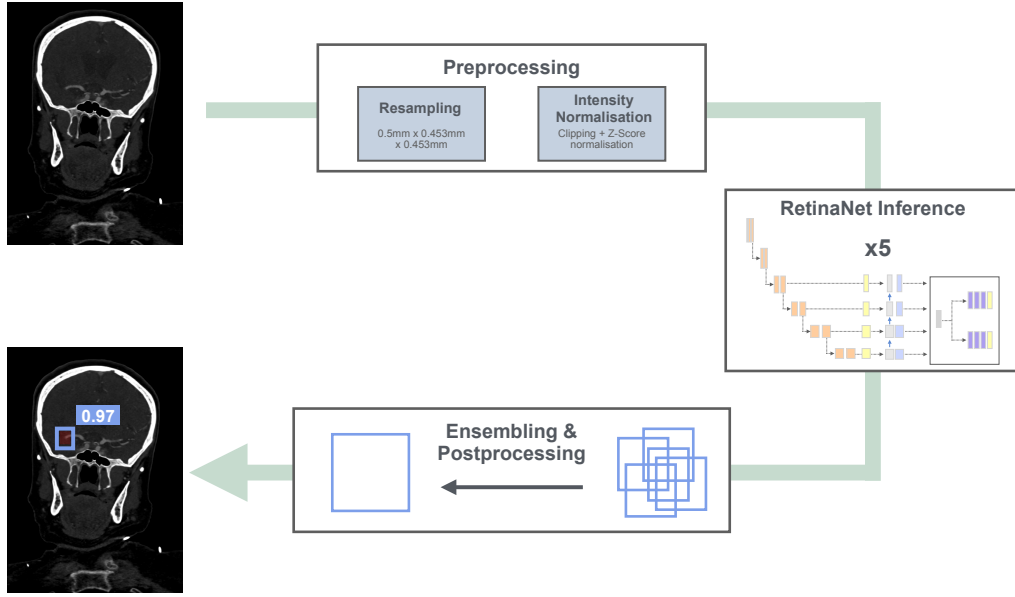 Preprocessing
Resampling
0.5mm x 0.453mm
x 0.453mm
Intensity
Normalisation
Clipping + Z-Score
normalisation
RetinaNet Inference
x5
0.97
Ensembling &
Postprocessing